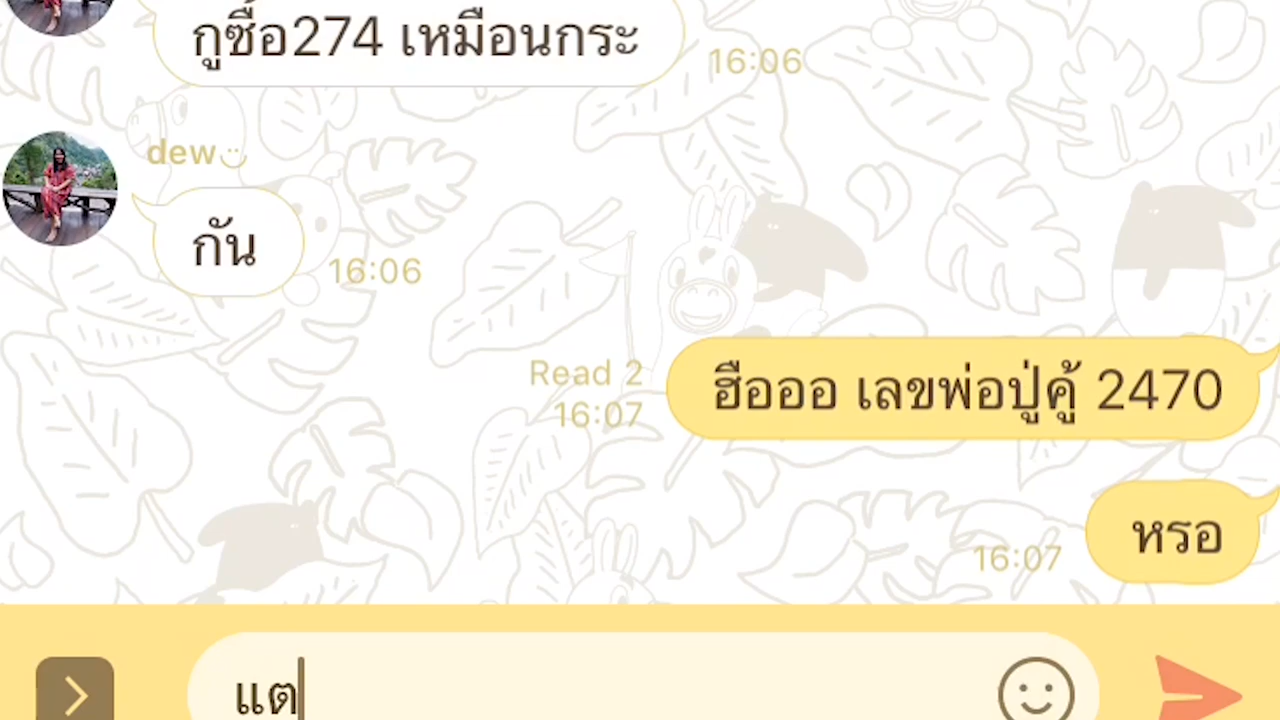 กูซื้อ274 เหมือนกระ
16:06
dew
กัน
16:06
Read 2
16:07
ฮือออ เลขพ่อปู่คู้ 2470
หรอ
16:07
แต